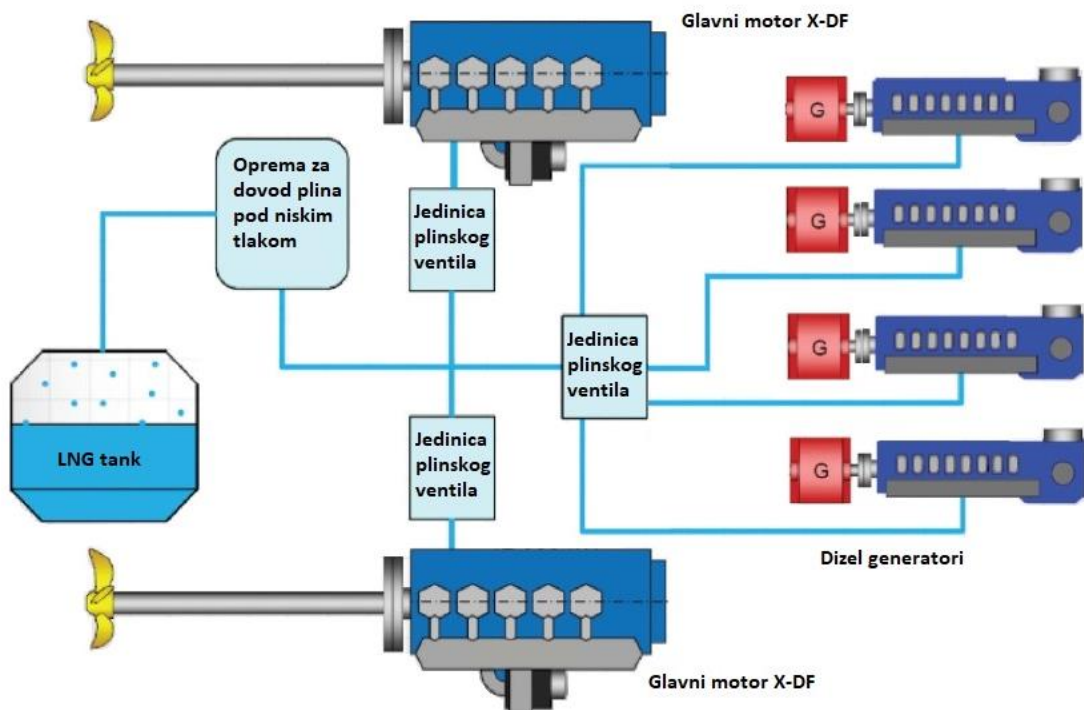 Glavni motor X-DF
Oprema za
dovod plina
pod niskim
tlakom
Jedinica
plinskog
ventila
G
G
Jedinica
plinskog
ventila
G
Jedinica
plinskog
ventila
LNG tank
G
Dizel generatori
Glavni motor X-DF